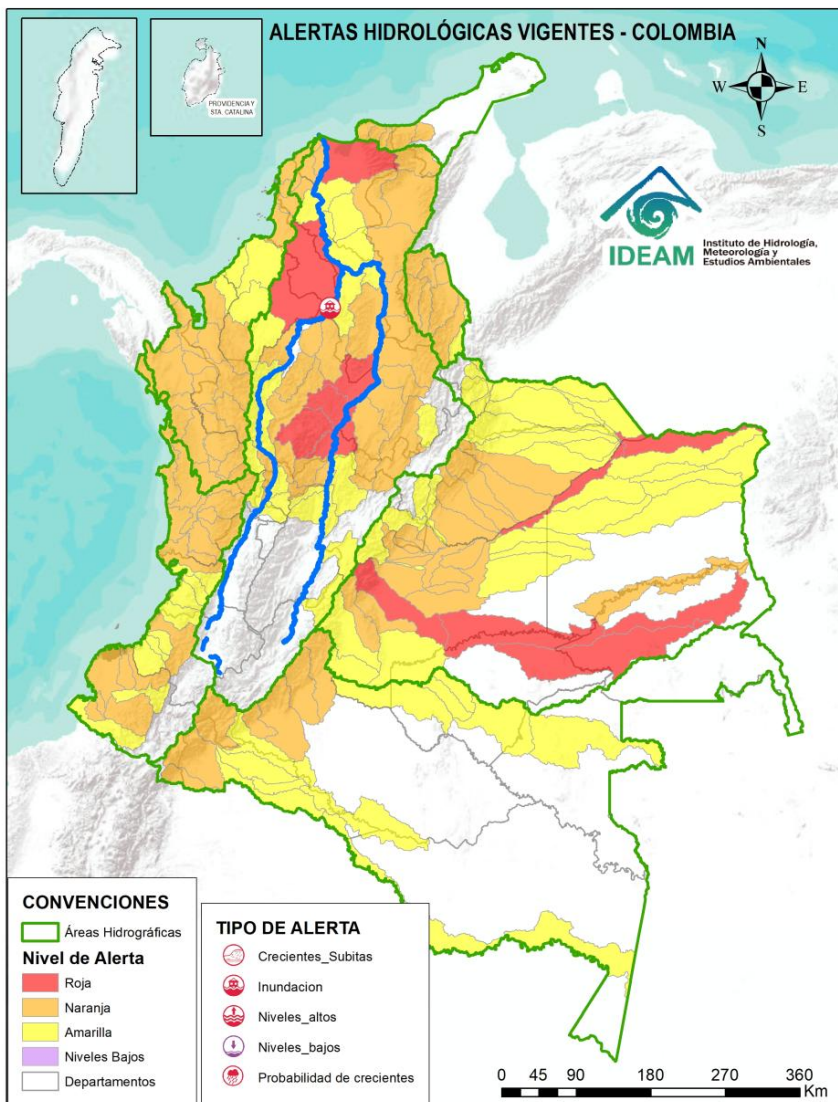 ALERTAS HIDROLÓGICAS VIGENTES - COLOMBIA
PROVIDENCIA Y
STA. CATALINA
N
W
E
S
IDEAM
Instituto de Hidrología,
Meteorología y
Estudios Ambientales
CONVENCIONES
Áreas Hidrográficas
Nivel de Alerta
Roja
Naranja
Amarilla
Niveles Bajos
Departamentos
TIPO DE ALERTA
Crecientes_Subitas
Inundacion
Niveles_altos
Niveles_bajos
Probabilidad de crecientes
0 45 90 180 270 360
Km